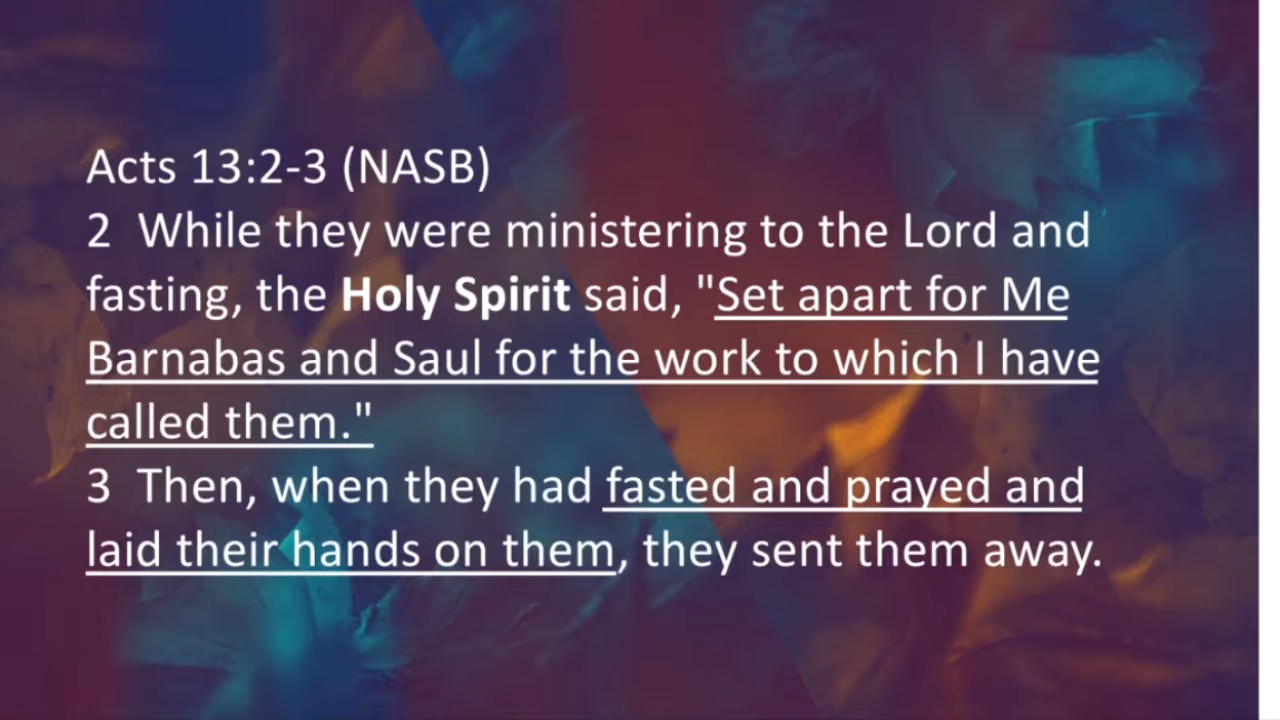 Acts 13:2-3 (NASB)
2  While they were ministering to the Lord and
fasting, the Holy Spirit said, "Set apart for Me
Barnabas and Saul for the work to which I have
called them."
3  Then, when they had fasted and prayed and
laid their hands on them, they sent them away.